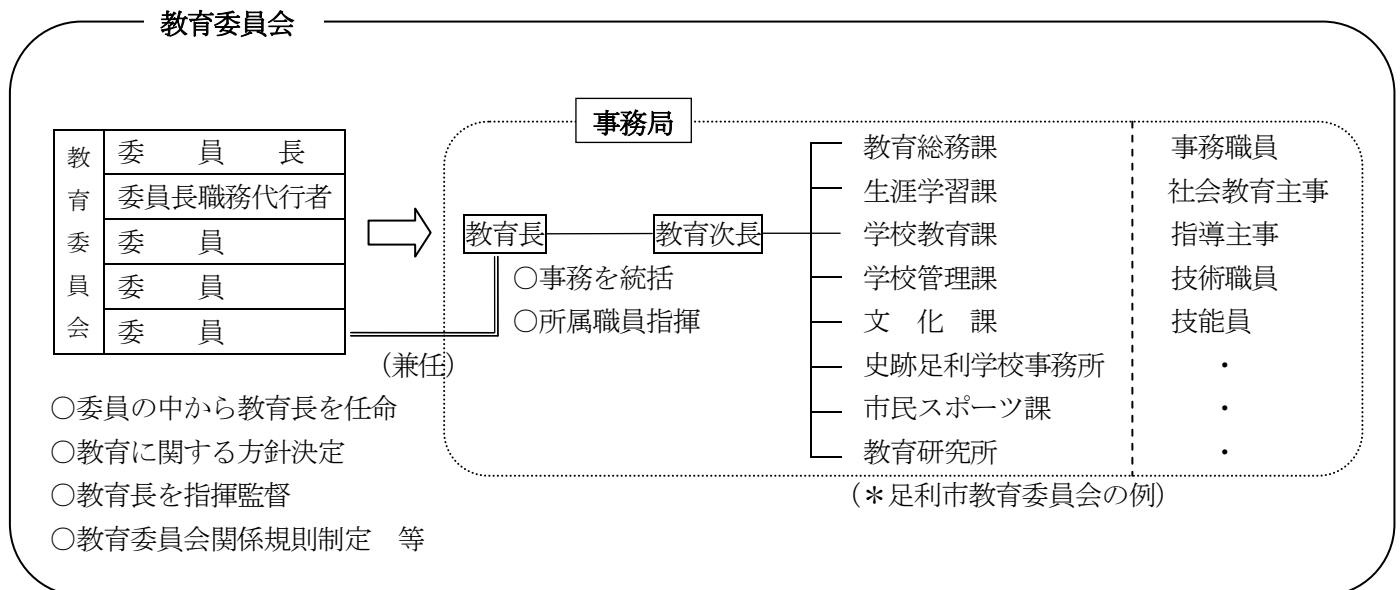 教育委員会
教育委員会
委　員　長
委員長職務代行者
委　員
委　員
委　員
(兼任)
○委員の中から教育長を任命
○教育に関する方針決定
○教育長を指揮監督
○教育委員会関係規則制定　等
事務局
教育長
教育次長
○事務を統括
○所属職員指揮
教育総務課
生涯学習課
学校教育課
学校管理課
文　化　課
史跡足利学校事務所
市民スポーツ課
教育研究所
事務職員
社会教育主事
指導主事
技術職員
技能員
・
・
・
(＊足利市教育委員会の例)